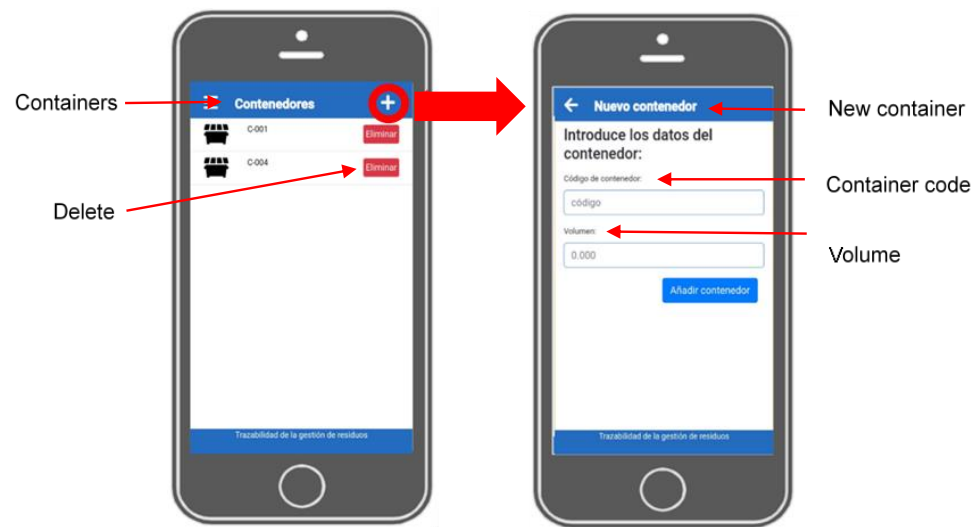 Containers
Contenedores
+
C-001
Eliminar
C-004
Eliminar
Delete
Trazabilidad de la gestión de residuos
Nuevo contenedor
New container
Introduce los datos del
contenedor:
Código de contenedor:
Container code
código
Volumen:
Volume
0.000
Añadir contenedor
Trazabilidad de la gestión de residuos